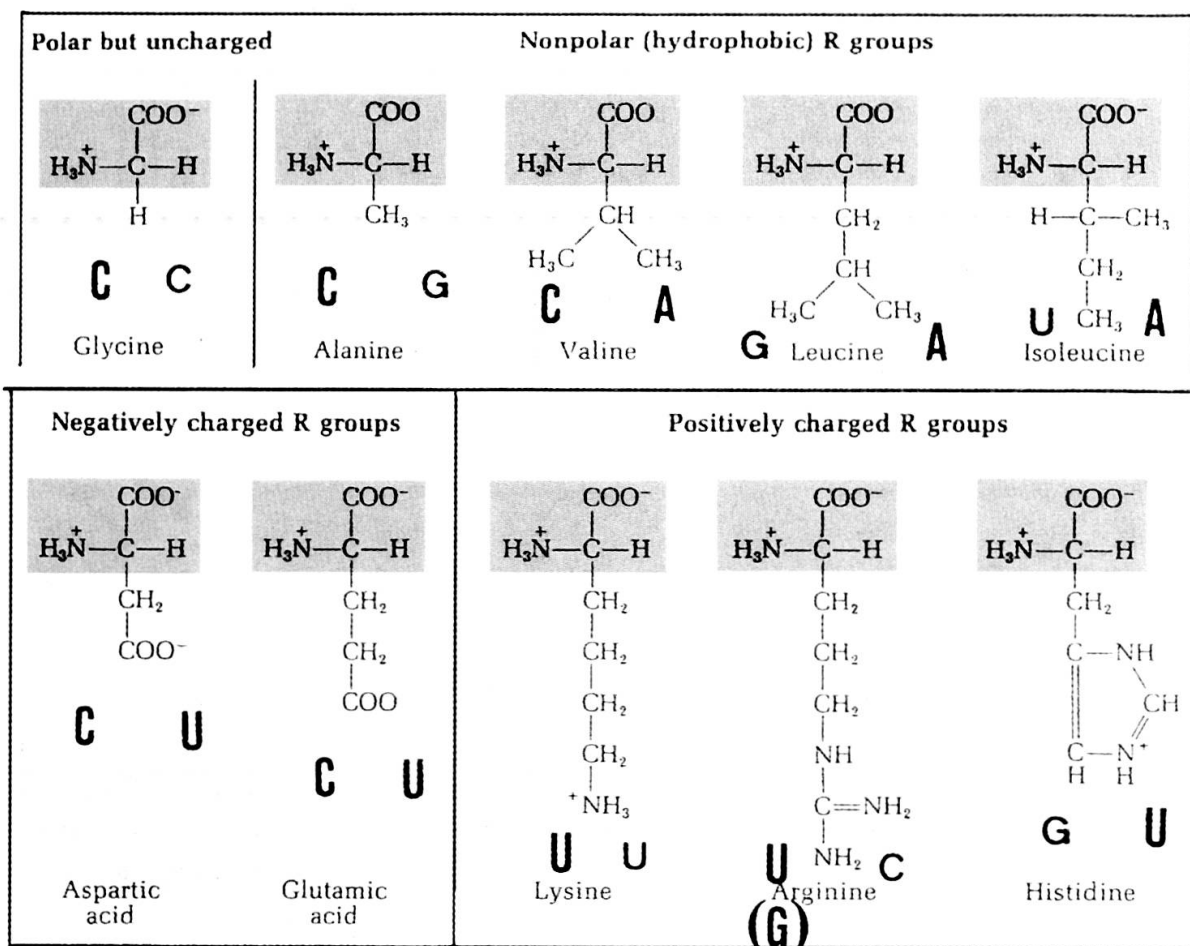 Polar but uncharged
Nonpolar (hydrophobic) R groups
COO⁻
H₃N⁺—C—H
H
C C
Glycine
COO
H₃N⁺—C—H
CH₃
C G
Alanine
COO
H₃N⁺—C—H
CH
H₃C CH₃
C A
Valine
COO
H₃N⁺—C—H
CH₂
CH
H₃C CH₃
G A
Leucine
COO⁻
H₃N⁺—C—H
H—C—CH₃
CH₂
CH₃
U A
Isoleucine
Negatively charged R groups
COO⁻
H₃N⁺—C—H
CH₂
COO⁻
C U
Aspartic
acid
COO⁻
H₃N⁺—C—H
CH₂
CH₂
COO
C U
Glutamic
acid
Positively charged R groups
COO⁻
H₃N⁺—C—H
CH₂
CH₂
CH₂
CH₂
⁺NH₃
U U
Lysine
COO⁻
H₃N⁺—C—H
CH₂
CH₂
CH₂
NH
C=NH₂
NH₂
U C
Arginine
(G)
COO⁻
H₃N⁺—C—H
CH₂
C—NH
CH
C—N⁺
H H
G U
Histidine